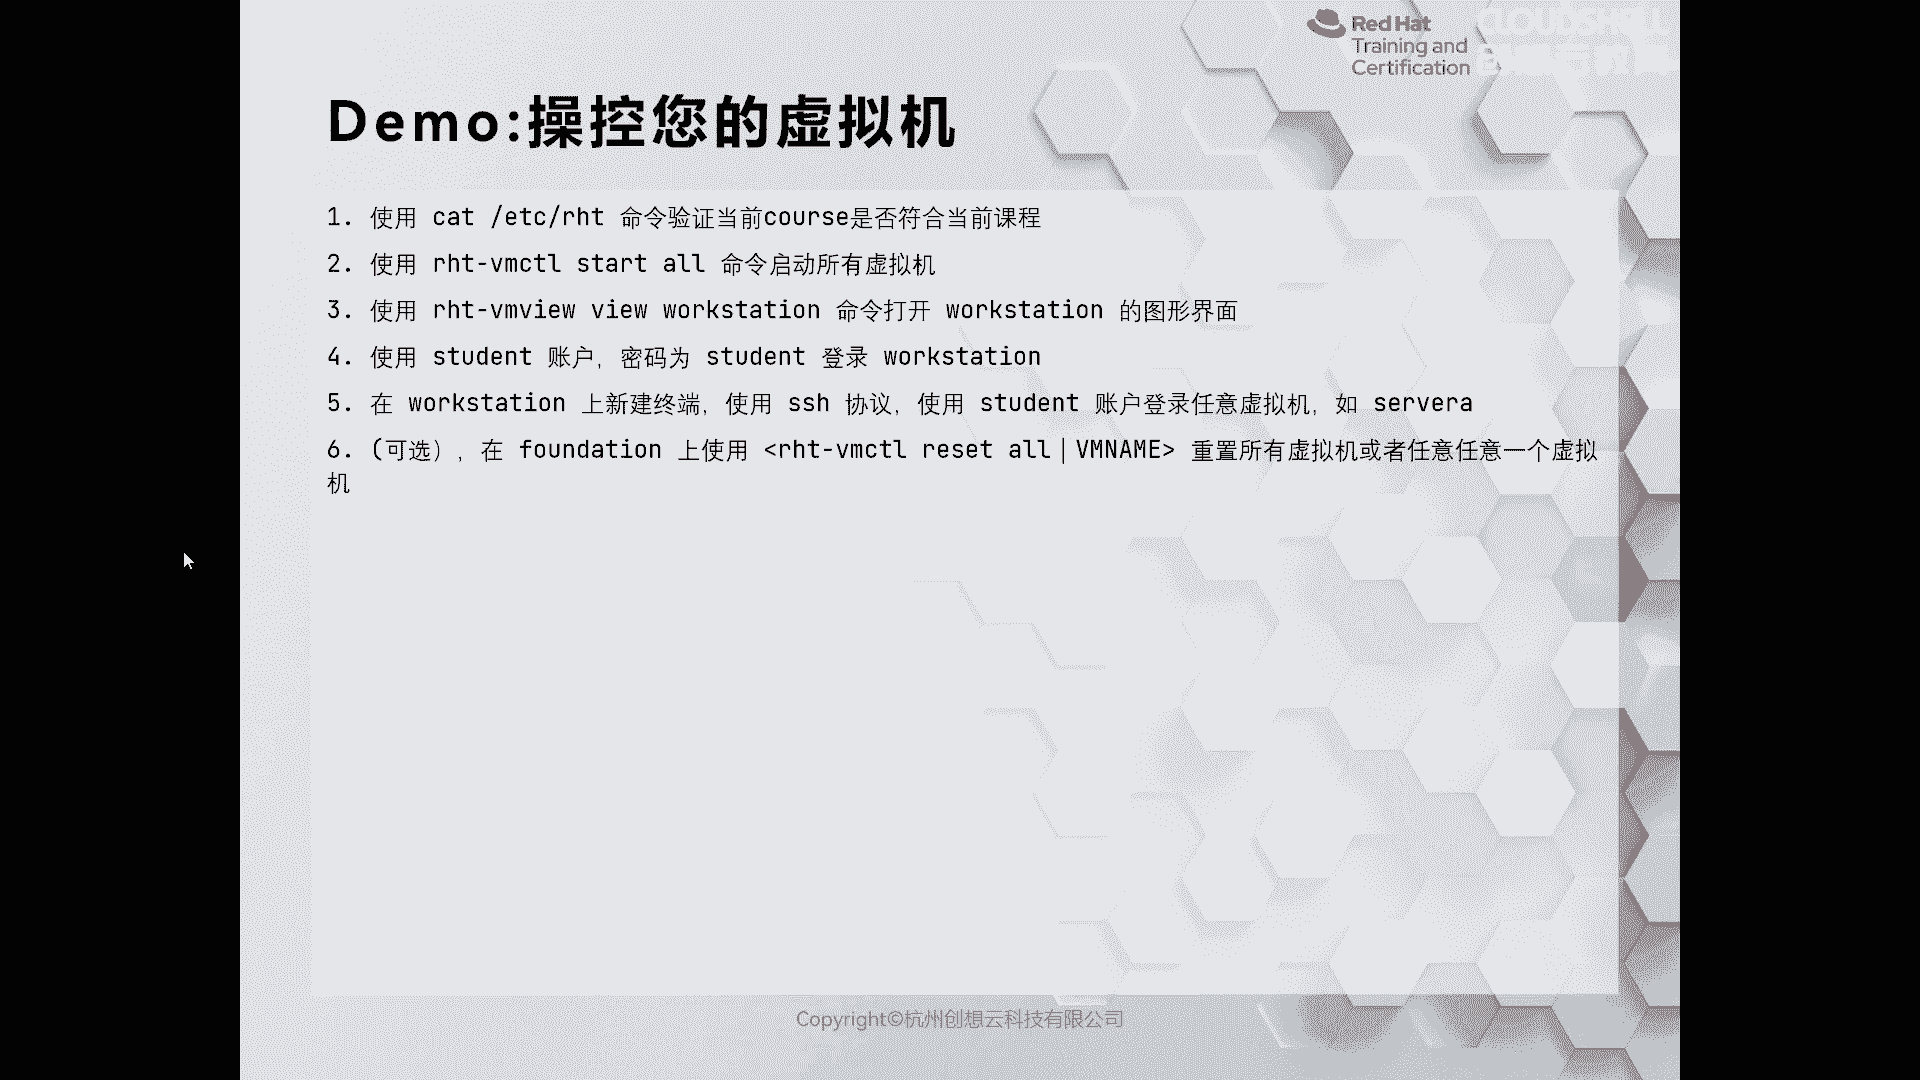 RedHat
Training and
Certification
Demo:操控您的虚拟机
1. 使用 cat /etc/rht 命令验证当前course是否符合当前课程
2. 使用 rht-vmctl start all 命令启动所有虚拟机
3. 使用 rht-vmview view workstation 命令打开 workstation 的图形界面
4. 使用 student 账户，密码为 student 登录 workstation
5. 在 workstation 上新建终端，使用 ssh 协议，使用 student 账户登录任意虚拟机，如 servera
6.（可选），在 foundation 上使用 <rht-vmctl reset all|VMNAME> 重置所有虚拟机或者任意任意一个虚拟
机
Copyright©杭州创想云科技有限公司